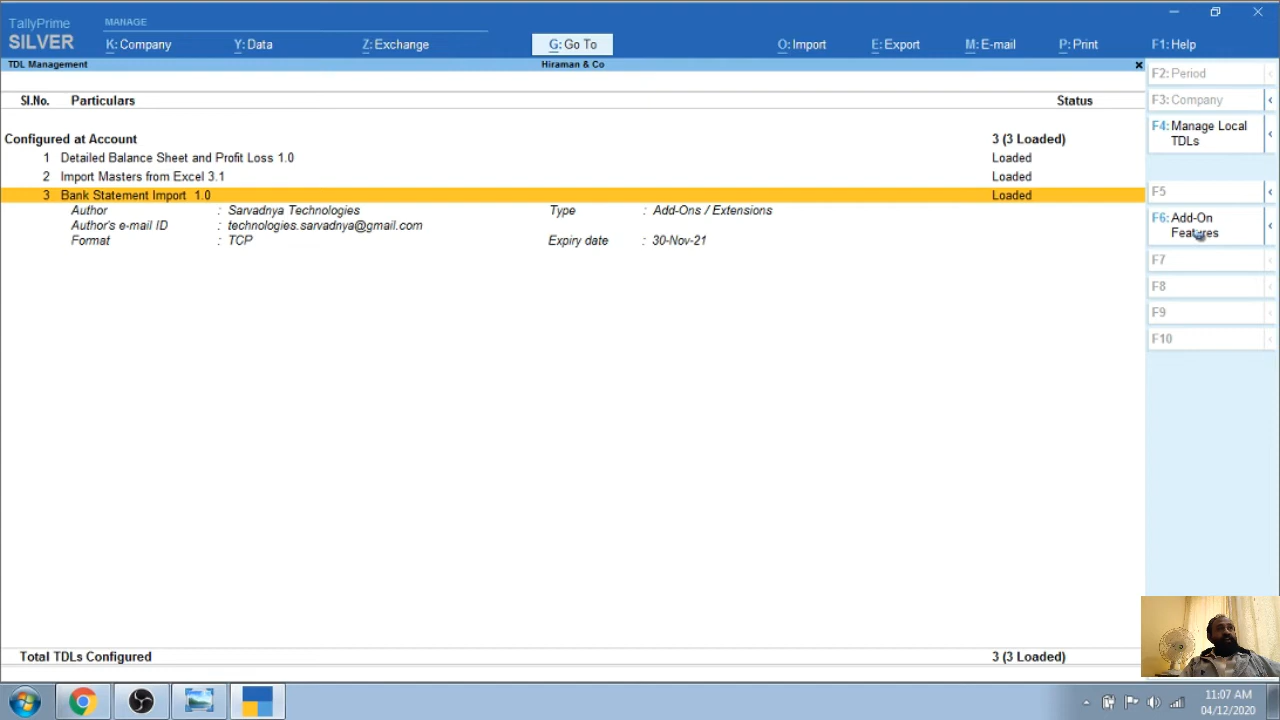 TallyPrime MANAGE
SILVER K: Company Y: Data Z: Exchange G: Go To O: Import E: Export M: E-mail P: Print F1: Help
TDL Management Hiraman & Co
Sl.No. Particulars Status
Configured at Account 3 (3 Loaded)
1 Detailed Balance Sheet and Profit Loss 1.0 Loaded
2 Import Masters from Excel 3.1 Loaded
3 Bank Statement Import 1.0 Loaded
Author : Sarvadnya Technologies Type : Add-Ons / Extensions
Author's e-mail ID : technologies.sarvadnya@gmail.com
Format : TCP Expiry date : 30-Nov-21
Total TDLs Configured 3 (3 Loaded)
F2: Period
F3: Company
F4: Manage Local
TDLs
F5
F6: Add-On
Features
F7
F8
F9
F10
11:07 AM
04/12/2020